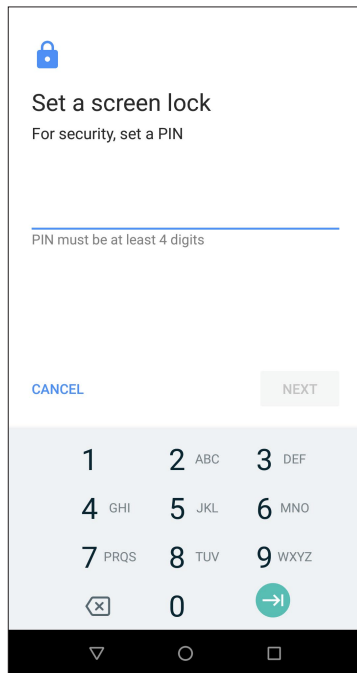 Set a screen lock
For security, set a PIN
PIN must be at least 4 digits
CANCEL NEXT
1 2 ABC 3 DEF
4 GHI 5 JKL 6 MNO
7 PRQS 8 TUV 9 WXYZ
0